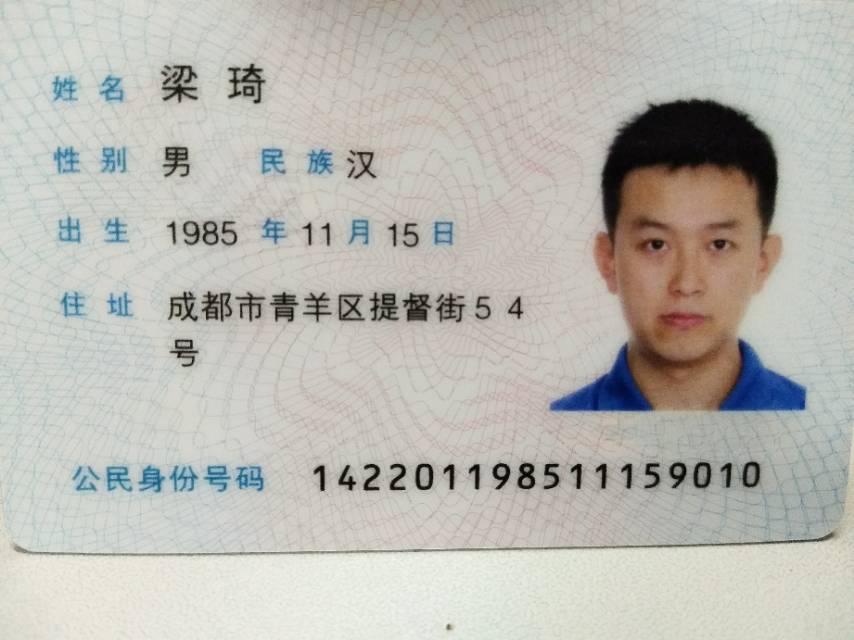 姓名 梁琦
性别 男 民族 汉
出生 1985 年 11 月 15 日
住址 成都市青羊区提督街54
号
公民身份号码 142201198511159010